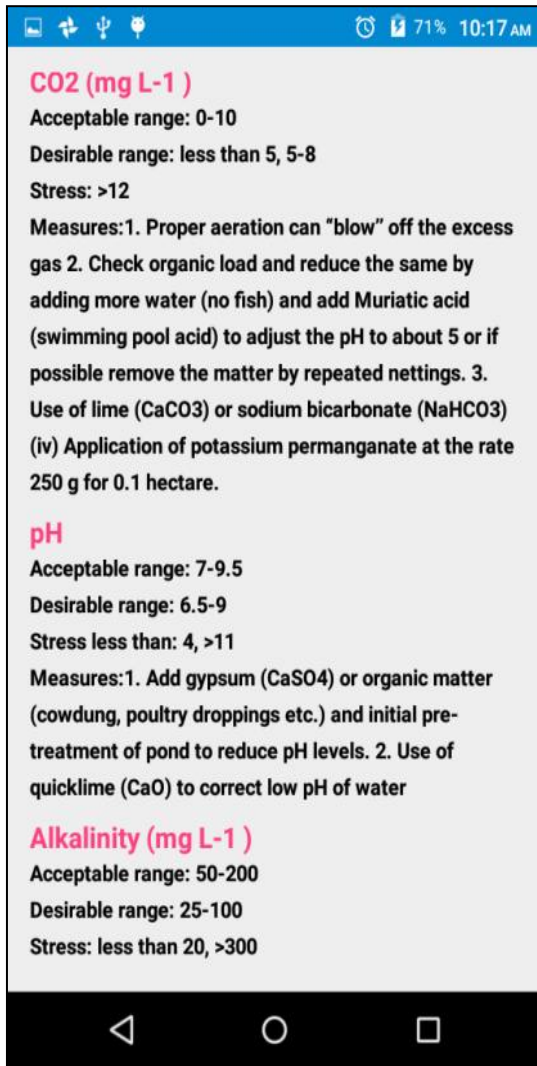 71% 10:17 AM
CO2 (mg L-1 )
Acceptable range: 0-10
Desirable range: less than 5, 5-8
Stress: >12
Measures:1. Proper aeration can “blow” off the excess
gas 2. Check organic load and reduce the same by
adding more water (no fish) and add Muriatic acid
(swimming pool acid) to adjust the pH to about 5 or if
possible remove the matter by repeated nettings. 3.
Use of lime (CaCO3) or sodium bicarbonate (NaHCO3)
(iv) Application of potassium permanganate at the rate
250 g for 0.1 hectare.
pH
Acceptable range: 7-9.5
Desirable range: 6.5-9
Stress less than: 4, >11
Measures:1. Add gypsum (CaSO4) or organic matter
(cowdung, poultry droppings etc.) and initial pre-
treatment of pond to reduce pH levels. 2. Use of
quicklime (CaO) to correct low pH of water
Alkalinity (mg L-1 )
Acceptable range: 50-200
Desirable range: 25-100
Stress: less than 20, >300